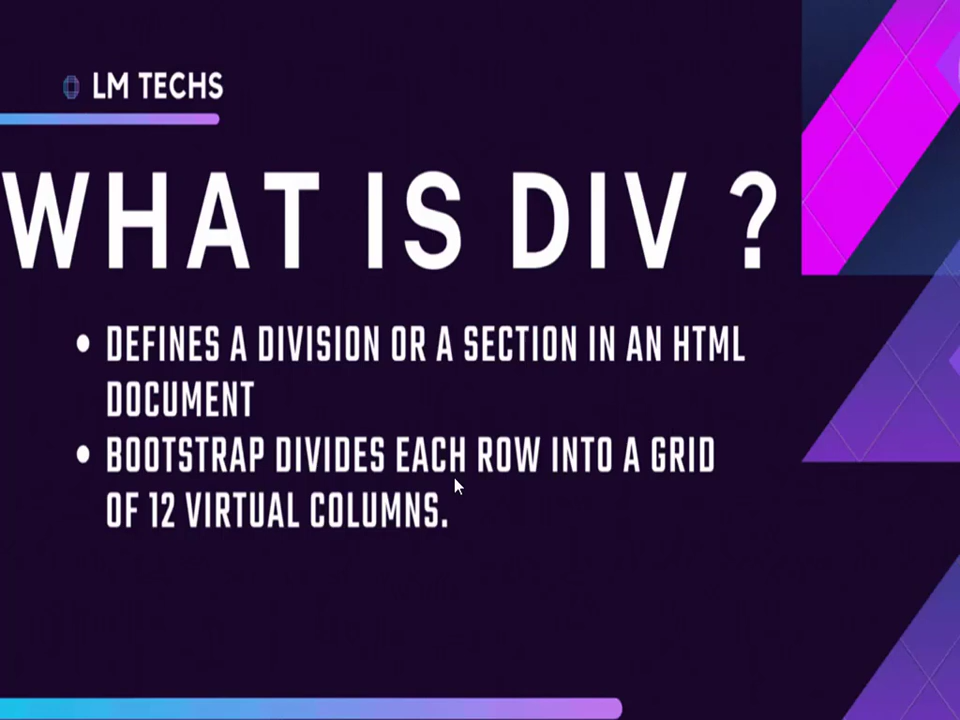 LM TECHS
WHAT IS DIV ?
• DEFINES A DIVISION OR A SECTION IN AN HTML
DOCUMENT
• BOOTSTRAP DIVIDES EACH ROW INTO A GRID
OF 12 VIRTUAL COLUMNS.